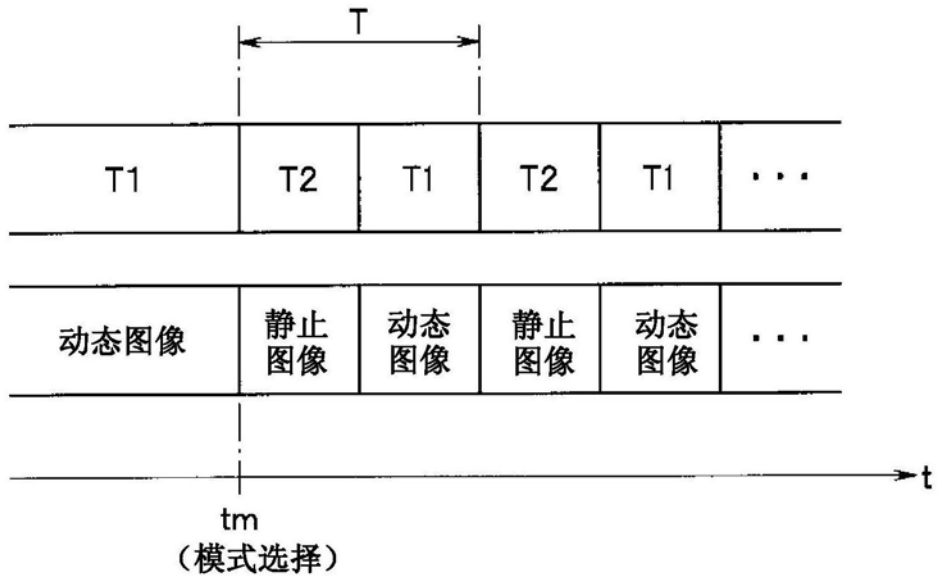 T
T1 T2 T1 T2 T1 ···
动态图像 静止图像 动态图像 静止图像 动态图像 ···
t
tm
（模式选择）